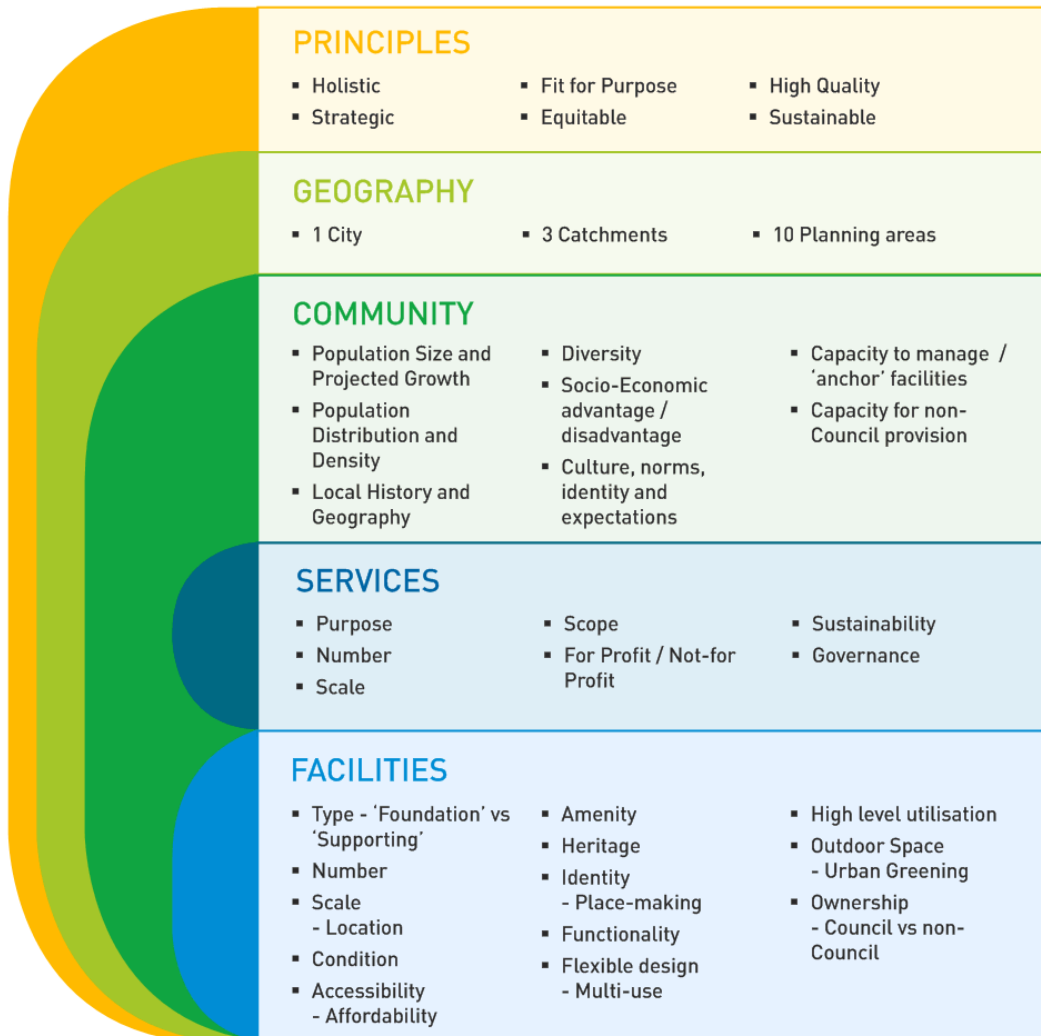 PRINCIPLES
▪ Holistic
▪ Strategic
▪ Fit for Purpose
▪ Equitable
▪ High Quality
▪ Sustainable
GEOGRAPHY
▪ 1 City
▪ 3 Catchments
▪ 10 Planning areas
COMMUNITY
▪ Population Size and
Projected Growth
▪ Population
Distribution and
Density
▪ Local History and
Geography
▪ Diversity
▪ Socio-Economic
advantage /
disadvantage
▪ Culture, norms,
identity and
expectations
▪ Capacity to manage /
‘anchor’ facilities
▪ Capacity for non-
Council provision
SERVICES
▪ Purpose
▪ Number
▪ Scale
▪ Scope
▪ For Profit / Not-for
Profit
▪ Sustainability
▪ Governance
FACILITIES
▪ Type - ‘Foundation’ vs
‘Supporting’
▪ Number
▪ Scale
- Location
▪ Condition
▪ Accessibility
- Affordability
▪ Amenity
▪ Heritage
▪ Identity
- Place-making
▪ Functionality
▪ Flexible design
- Multi-use
▪ High level utilisation
▪ Outdoor Space
- Urban Greening
▪ Ownership
- Council vs non-
Council